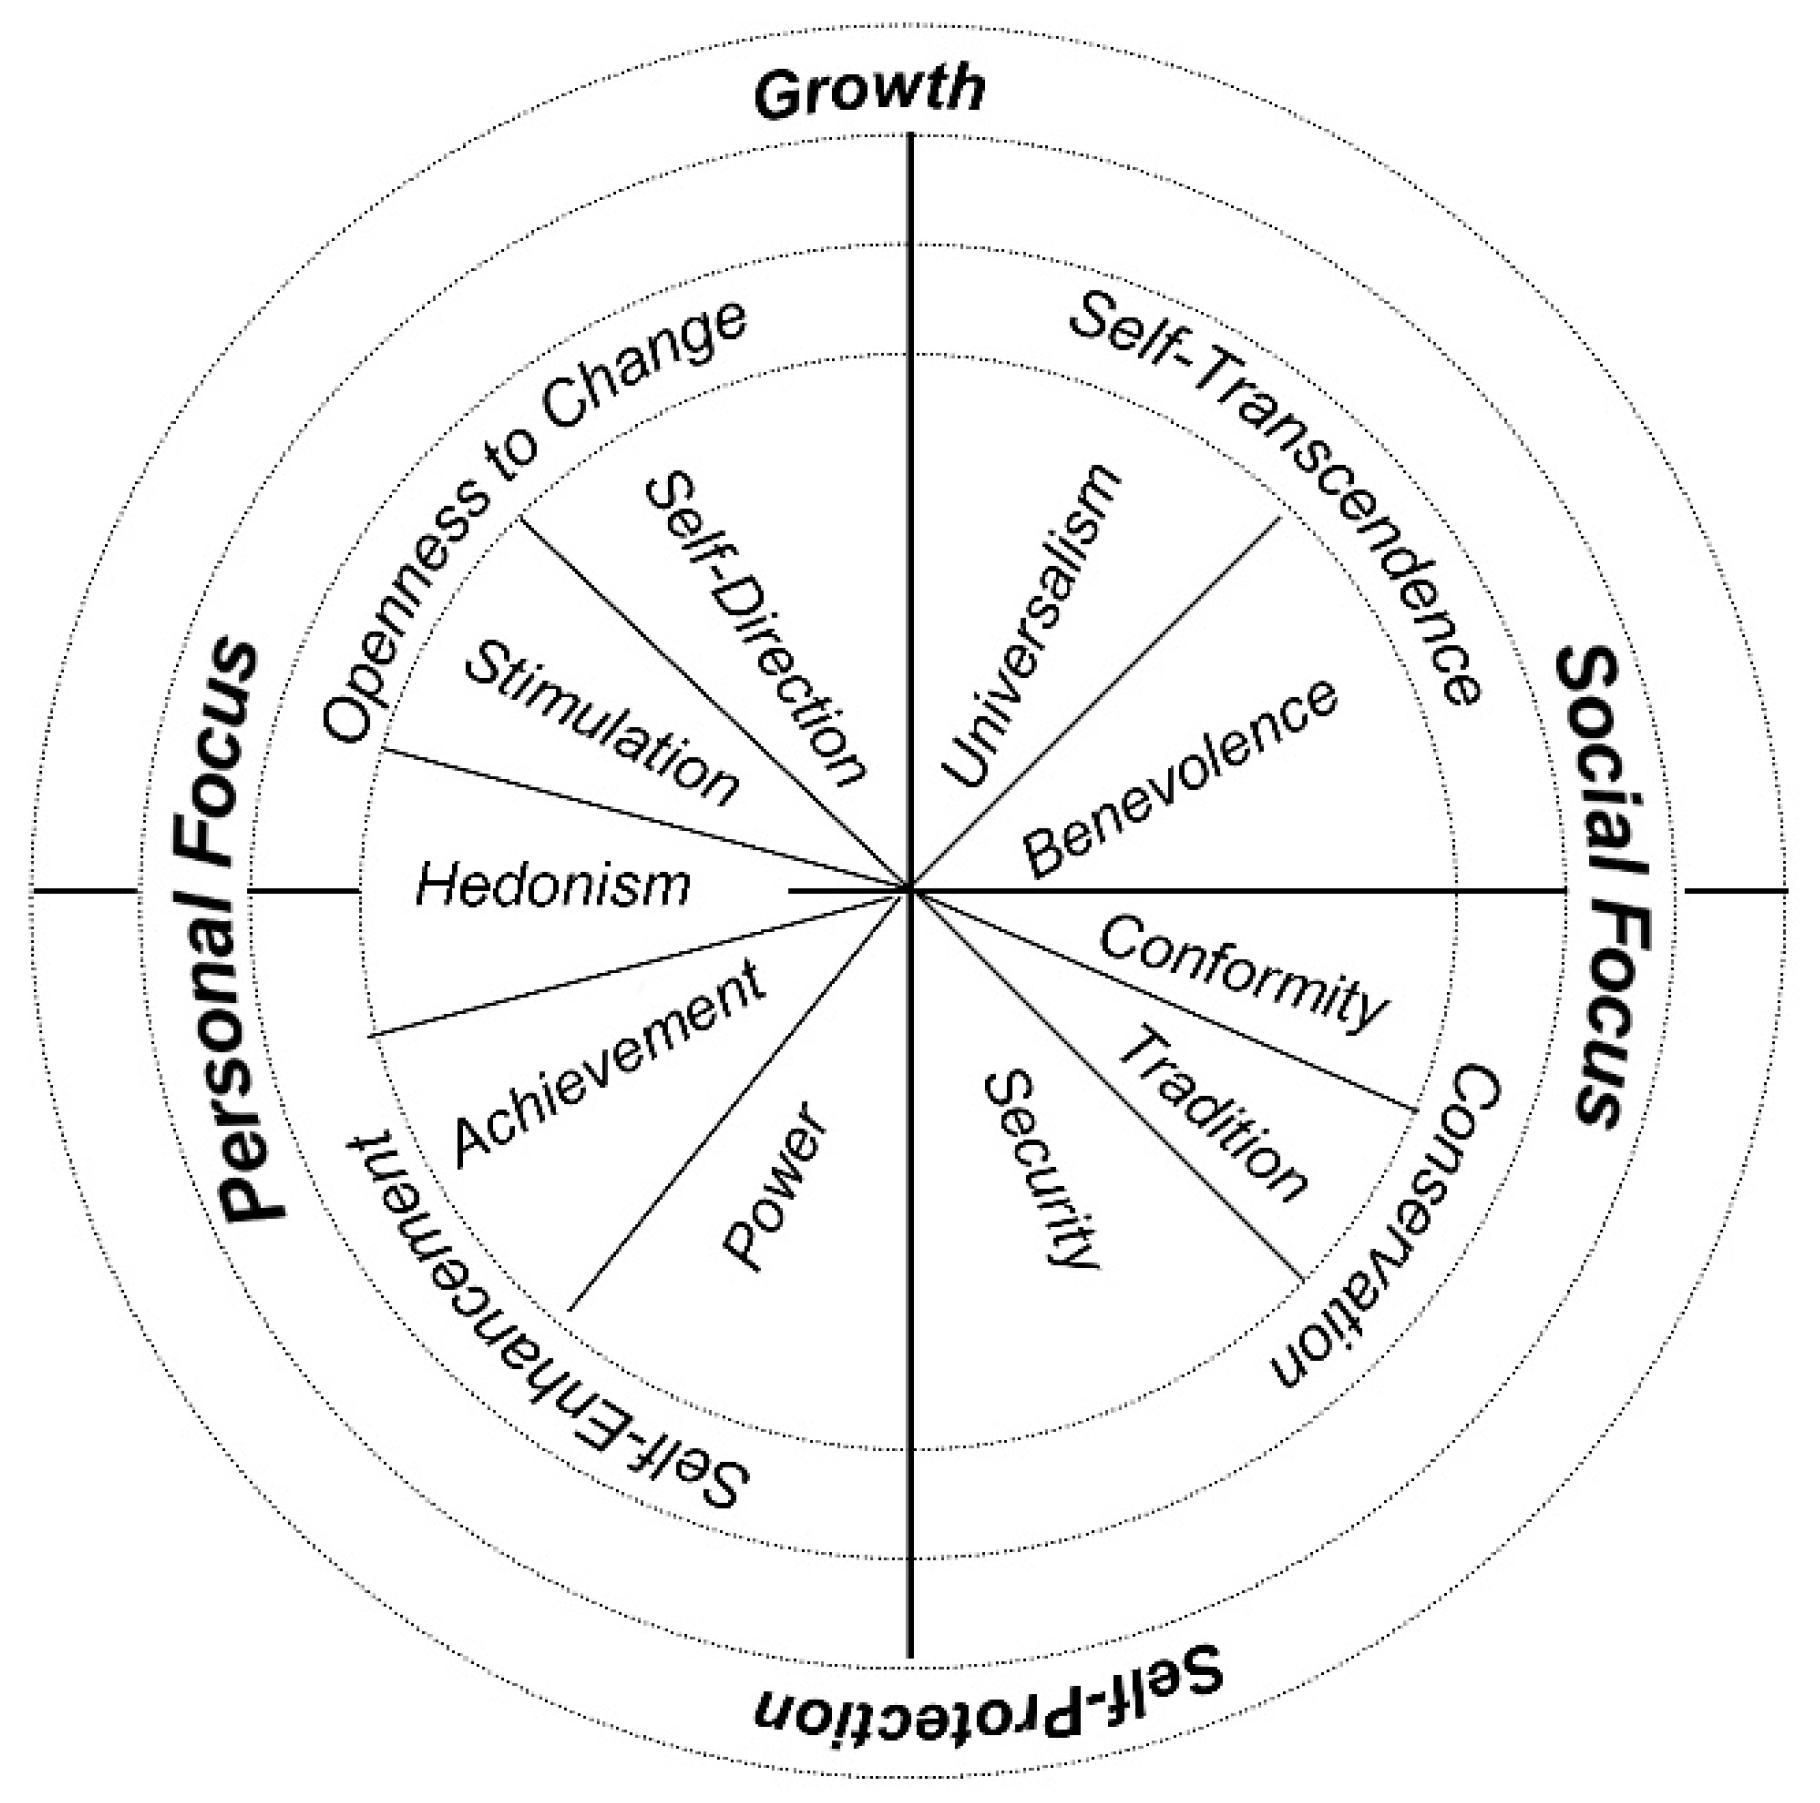 Growth
Openness to Change
Self-Transcendence
Personal Focus
Social Focus
Self-Direction
Universalism
Stimulation
Benevolence
Hedonism
Conformity
Achievement
Tradition
Power
Security
Self-Enhancement
Conservation
Self-Protection